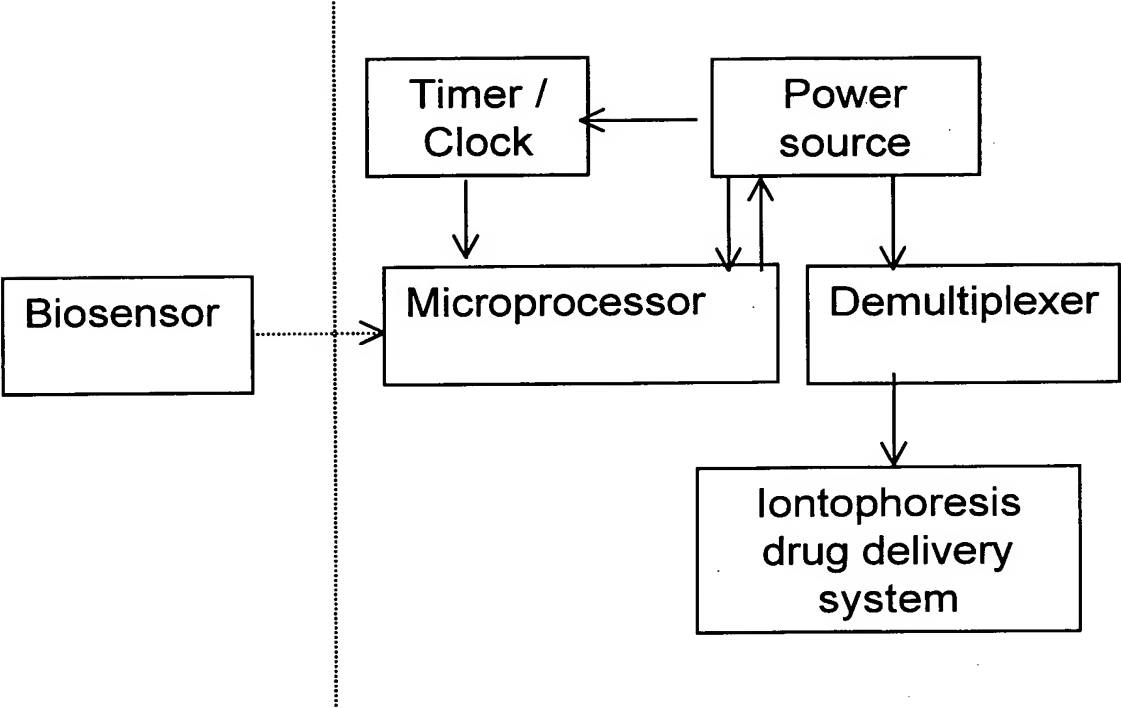 Timer /
Clock
Power
source
Biosensor
Microprocessor
Demultiplexer
Iontophoresis
drug delivery
system